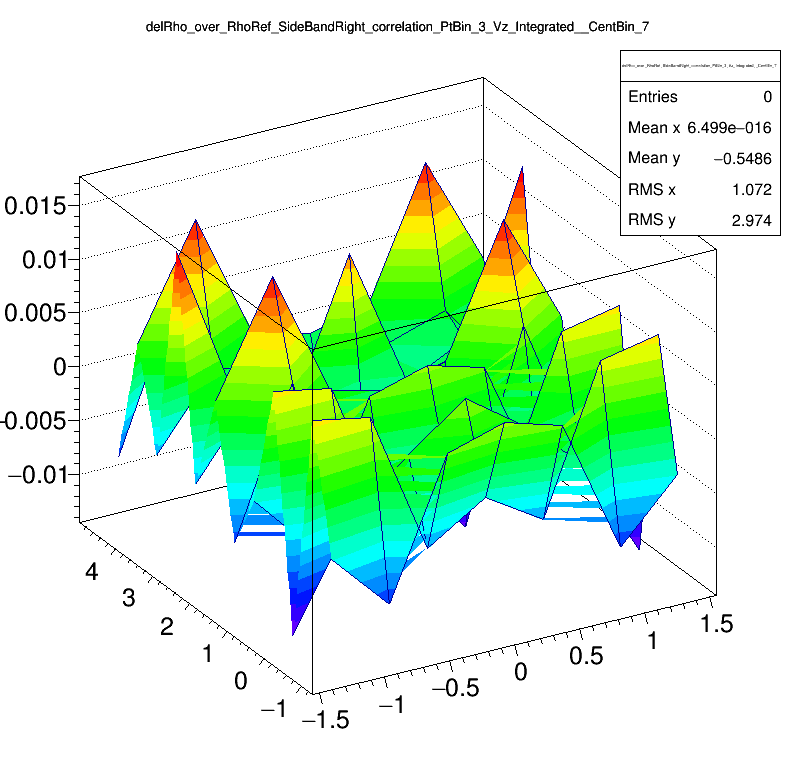 delRho_over_RhoRef_SideBandRight_correlation_PtBin_3_Vz_Integrated__CentBin_7
delRho_over_RhoRef_SideBandRight_correlation_PtBin_3_Vz_Integrated__CentBin_7
Entries 0
Mean x 6.499e−016
Mean y −0.5486
RMS x 1.072
RMS y 2.974
0.015
0.01
0.005
0
−0.005
−0.01
4
3
2
1
0
−1
−1.5
−1
−0.5
0
0.5
1
1.5